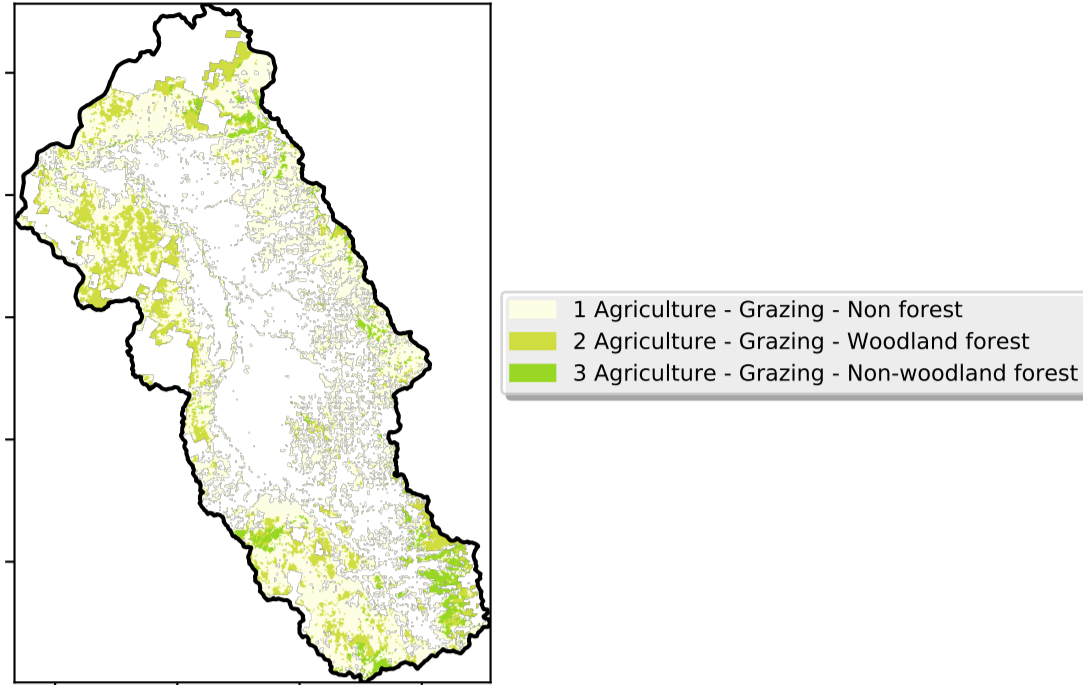 1 Agriculture - Grazing - Non forest
2 Agriculture - Grazing - Woodland forest
3 Agriculture - Grazing - Non-woodland forest